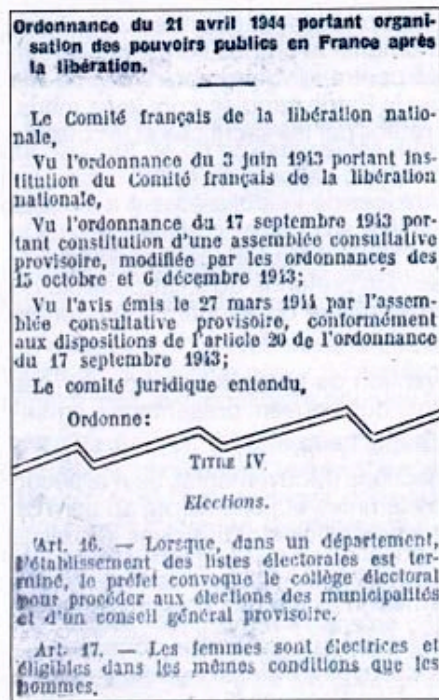 Ordonnance du 21 avril 1944 portant organi-
sation des pouvoirs publics en France après
la libération.
Le Comité français de la libération natio-
nale,
Vu l'ordonnance du 3 juin 1943 portant ins-
titution du Comité français de la libération
nationale,
Vu l'ordonnance du 17 septembre 1943 por-
tant constitution d'une assemblée consultative
provisoire, modifiée par les ordonnances des
15 octobre et 6 décembre 1943;
Vu l'avis émis le 27 mars 1944 par l'assem-
blée consultative provisoire, conformément
aux dispositions de l'article 20 de l'ordonnance
du 17 septembre 1943;
Le comité juridique entendu,
Ordonne:
TITRE IV
Elections.
Art. 16. — Lorsque, dans un département,
l'établissement des listes électorales est ter-
miné, le préfet convoque le collège électoral
pour procéder aux élections des municipalités
et d'un conseil général provisoire.
Art. 17. — Les femmes sont électrices et
éligibles dans les mêmes conditions que les
hommes.